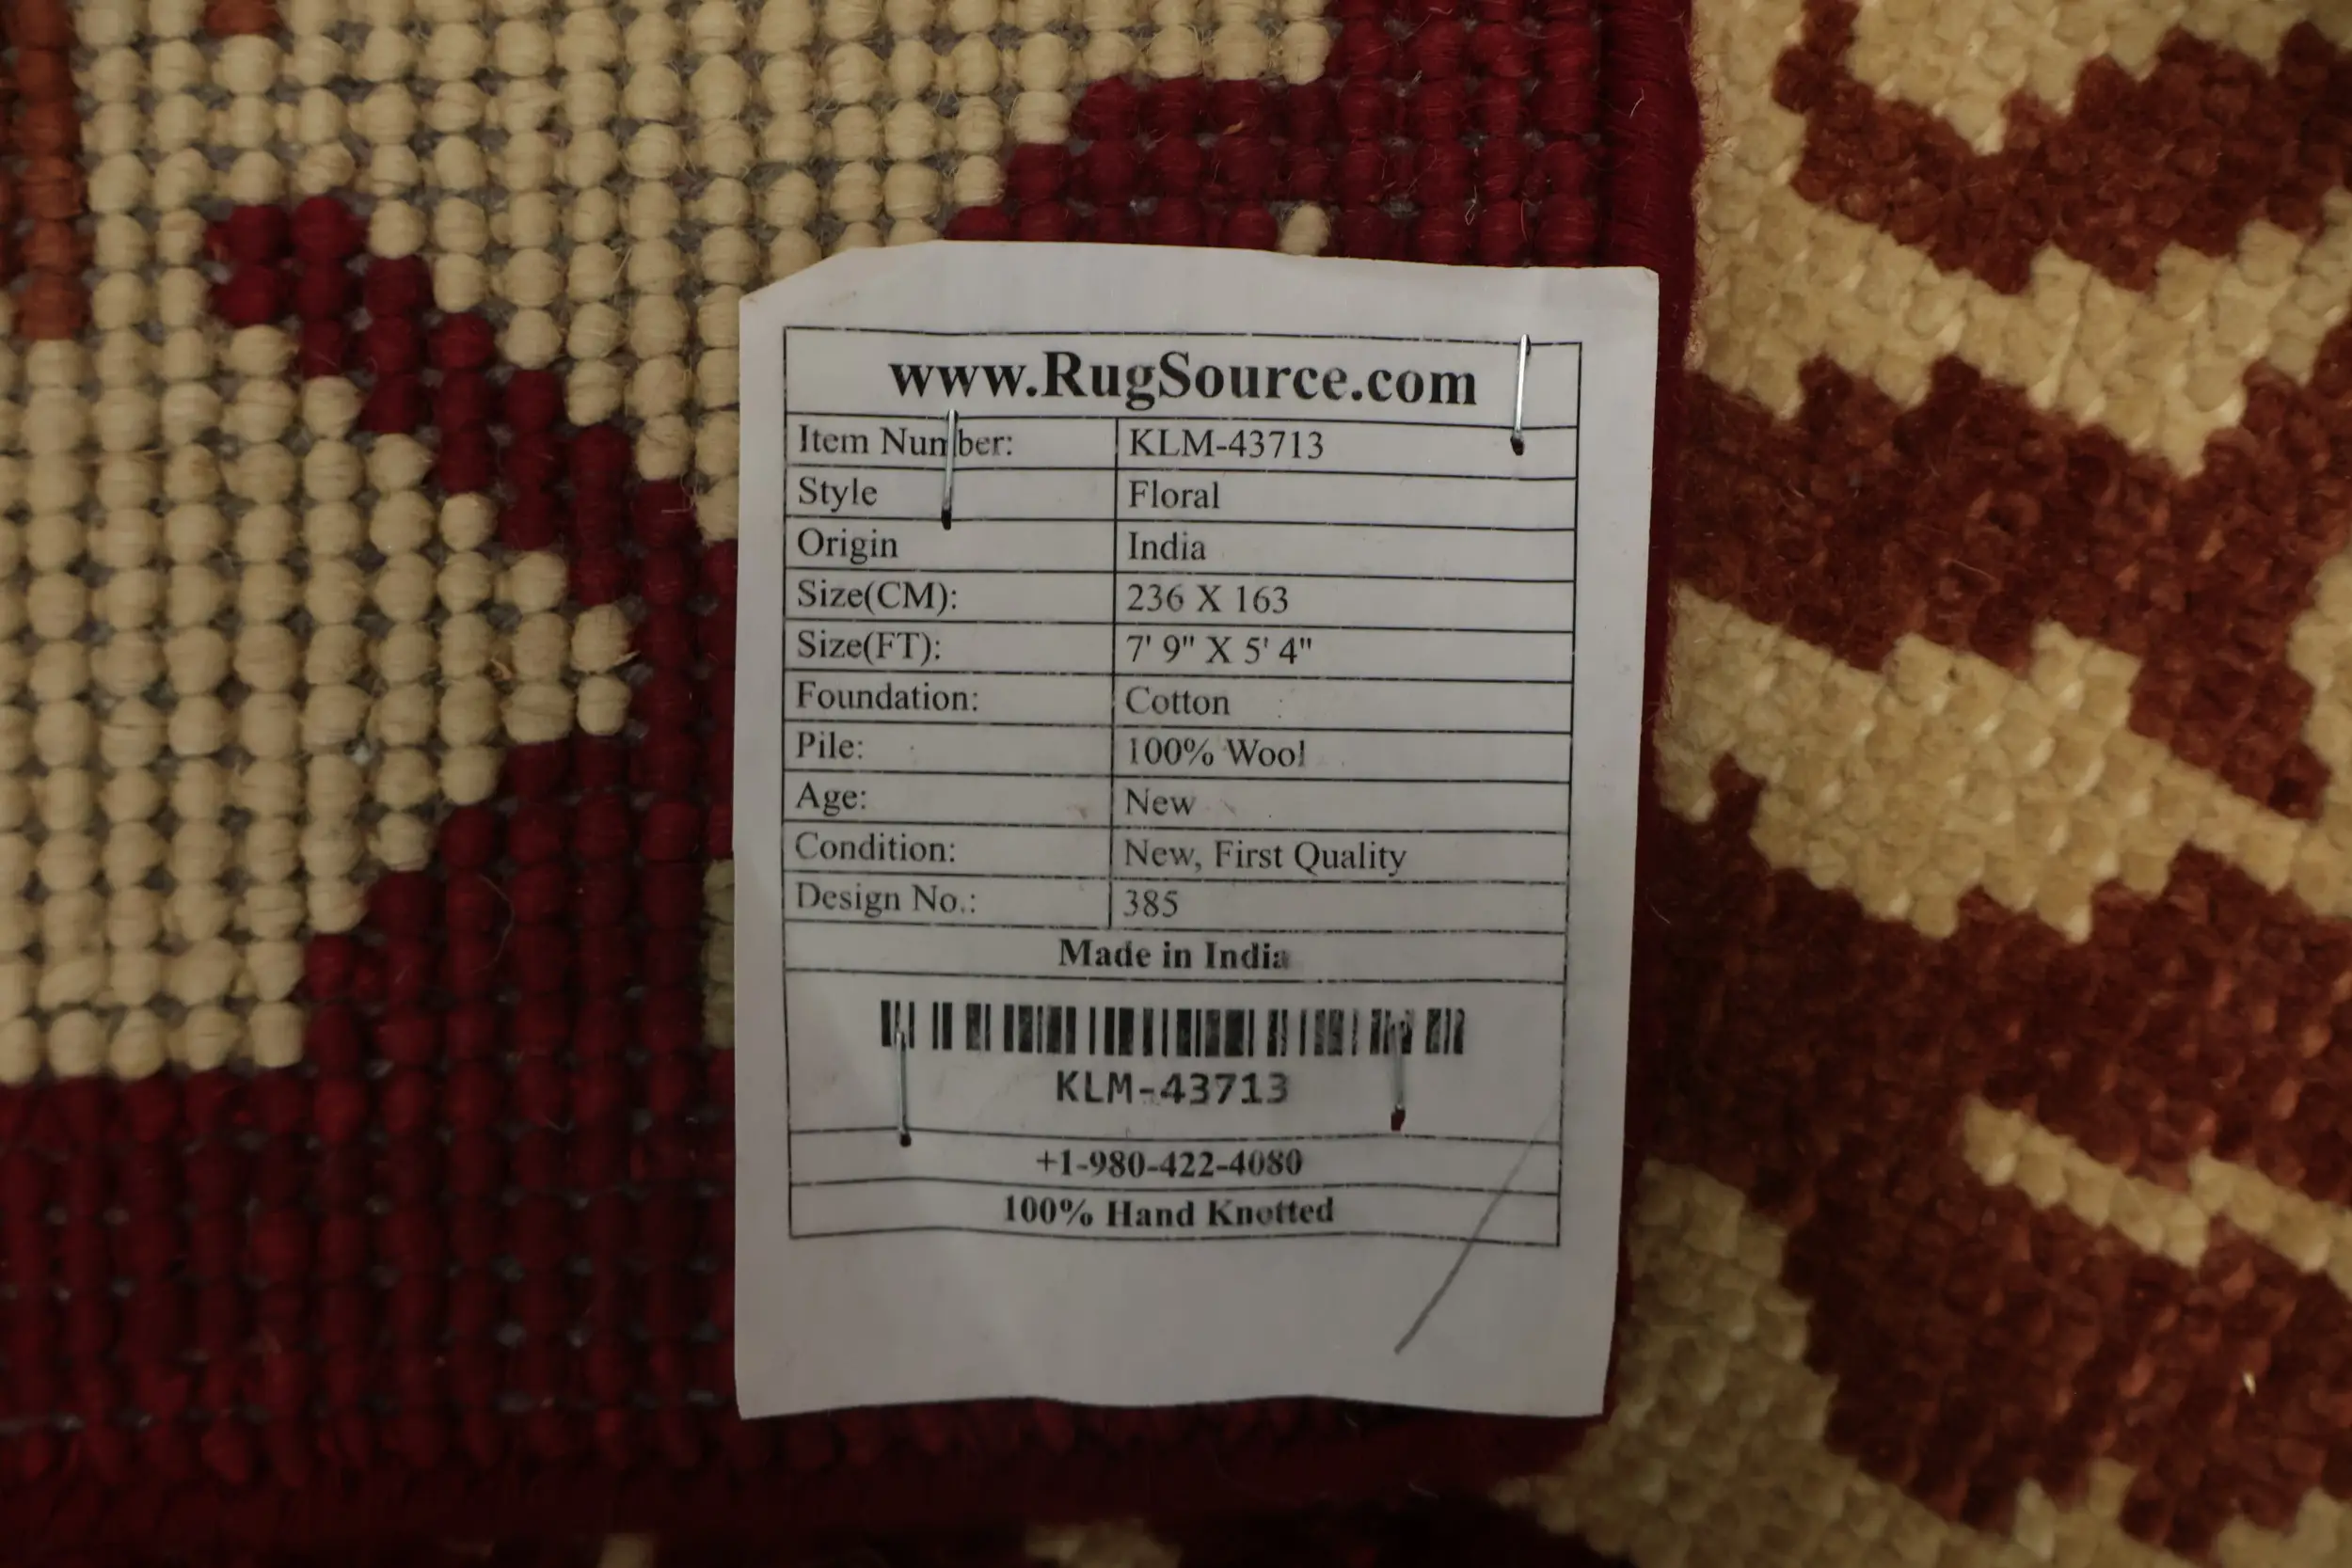 www.RugSource.com
Item Number: KLM-43713
Style Floral
Origin India
Size(CM): 236 X 163
Size(FT): 7' 9" X 5' 4"
Foundation: Cotton
Pile: 100% Wool
Age: New
Condition: New, First Quality
Design No.: 385
Made in India
KLM-43713
+1-980-422-4080
100% Hand Knotted